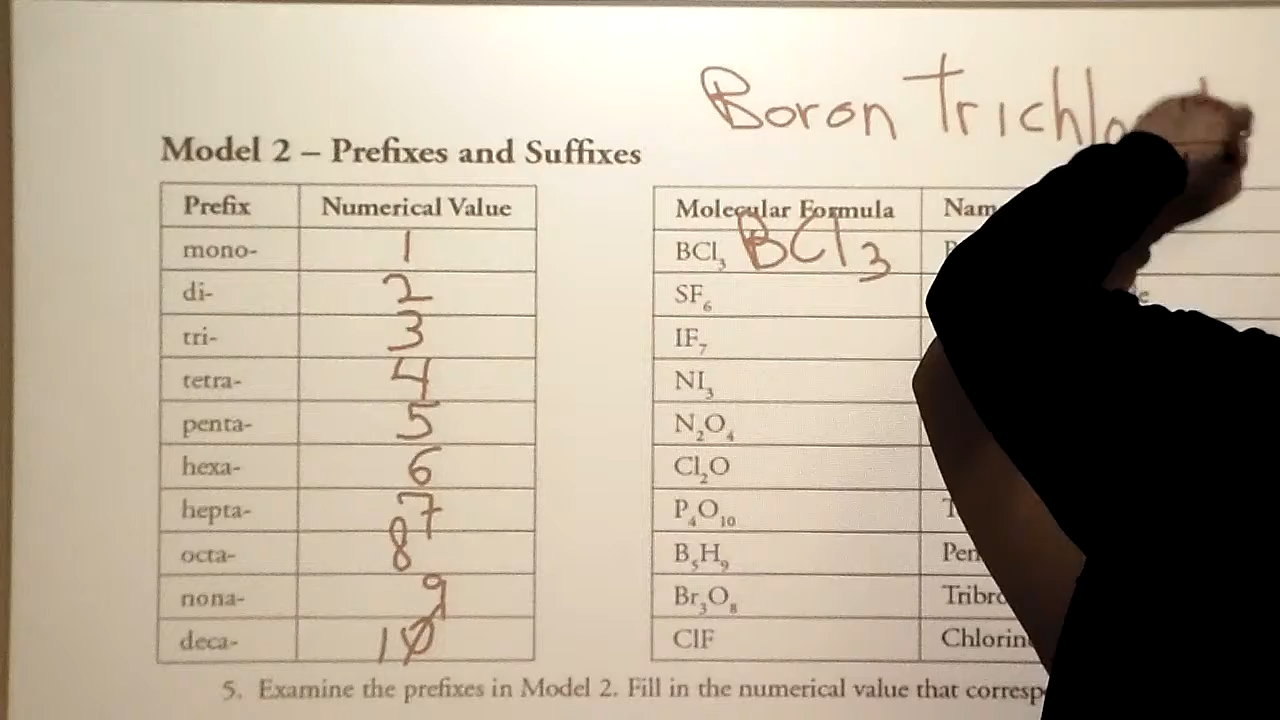 Boron Trichlo
Model 2 – Prefixes and Suffixes
Prefix Numerical Value
mono- 1
di- 2
tri- 3
tetra- 4
penta- 5
hexa- 6
hepta- 7
octa- 8
nona- 9
deca- 10
Molecular Formula Nam
BCl₃ BCl₃
SF₆
IF₇
NI₃
N₂O₄
Cl₂O
P₄O₁₀ T
B₅H₉ Pen
Br₃O₈ Tribro
ClF Chlorin
5. Examine the prefixes in Model 2. Fill in the numerical value that corresp